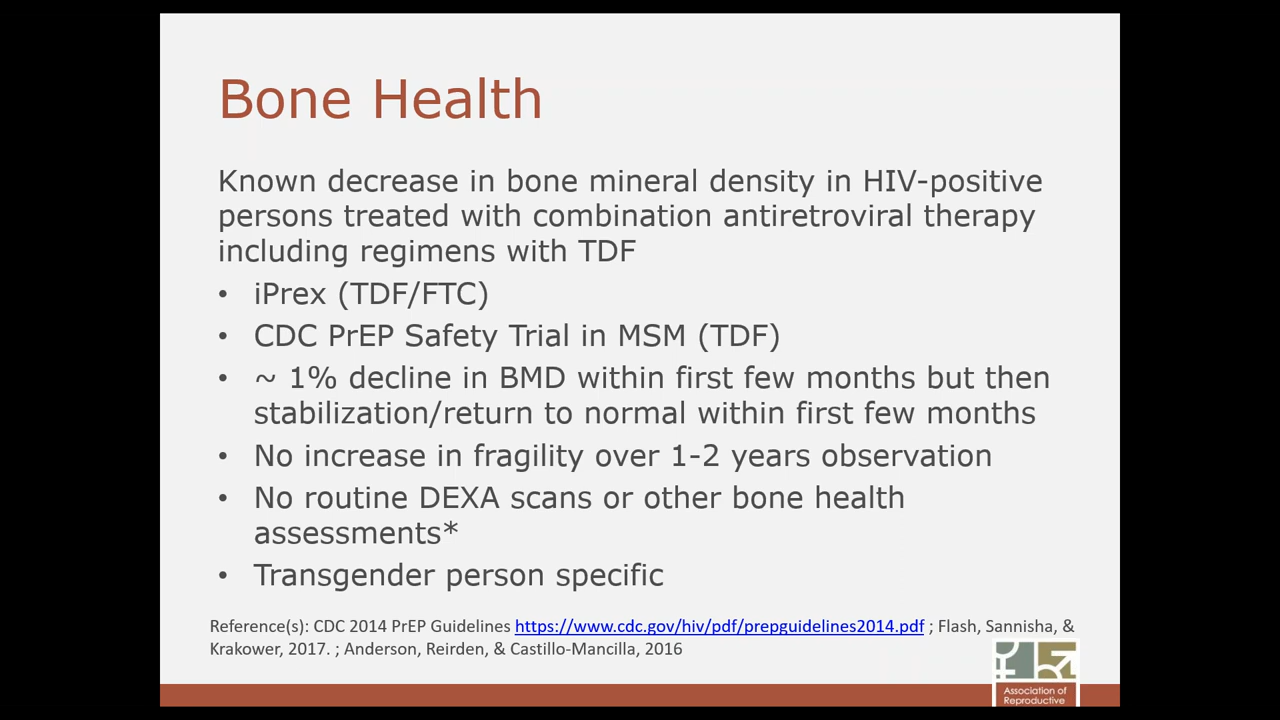 Bone Health
Known decrease in bone mineral density in HIV-positive
persons treated with combination antiretroviral therapy
including regimens with TDF
• iPrex (TDF/FTC)
• CDC PrEP Safety Trial in MSM (TDF)
• ~ 1% decline in BMD within first few months but then
stabilization/return to normal within first few months
• No increase in fragility over 1-2 years observation
• No routine DEXA scans or other bone health
assessments*
• Transgender person specific
Reference(s): CDC 2014 PrEP Guidelines https://www.cdc.gov/hiv/pdf/prepguidelines2014.pdf ; Flash, Sannisha, &
Krakower, 2017. ; Anderson, Reirden, & Castillo-Mancilla, 2016
Association of
Reproductive